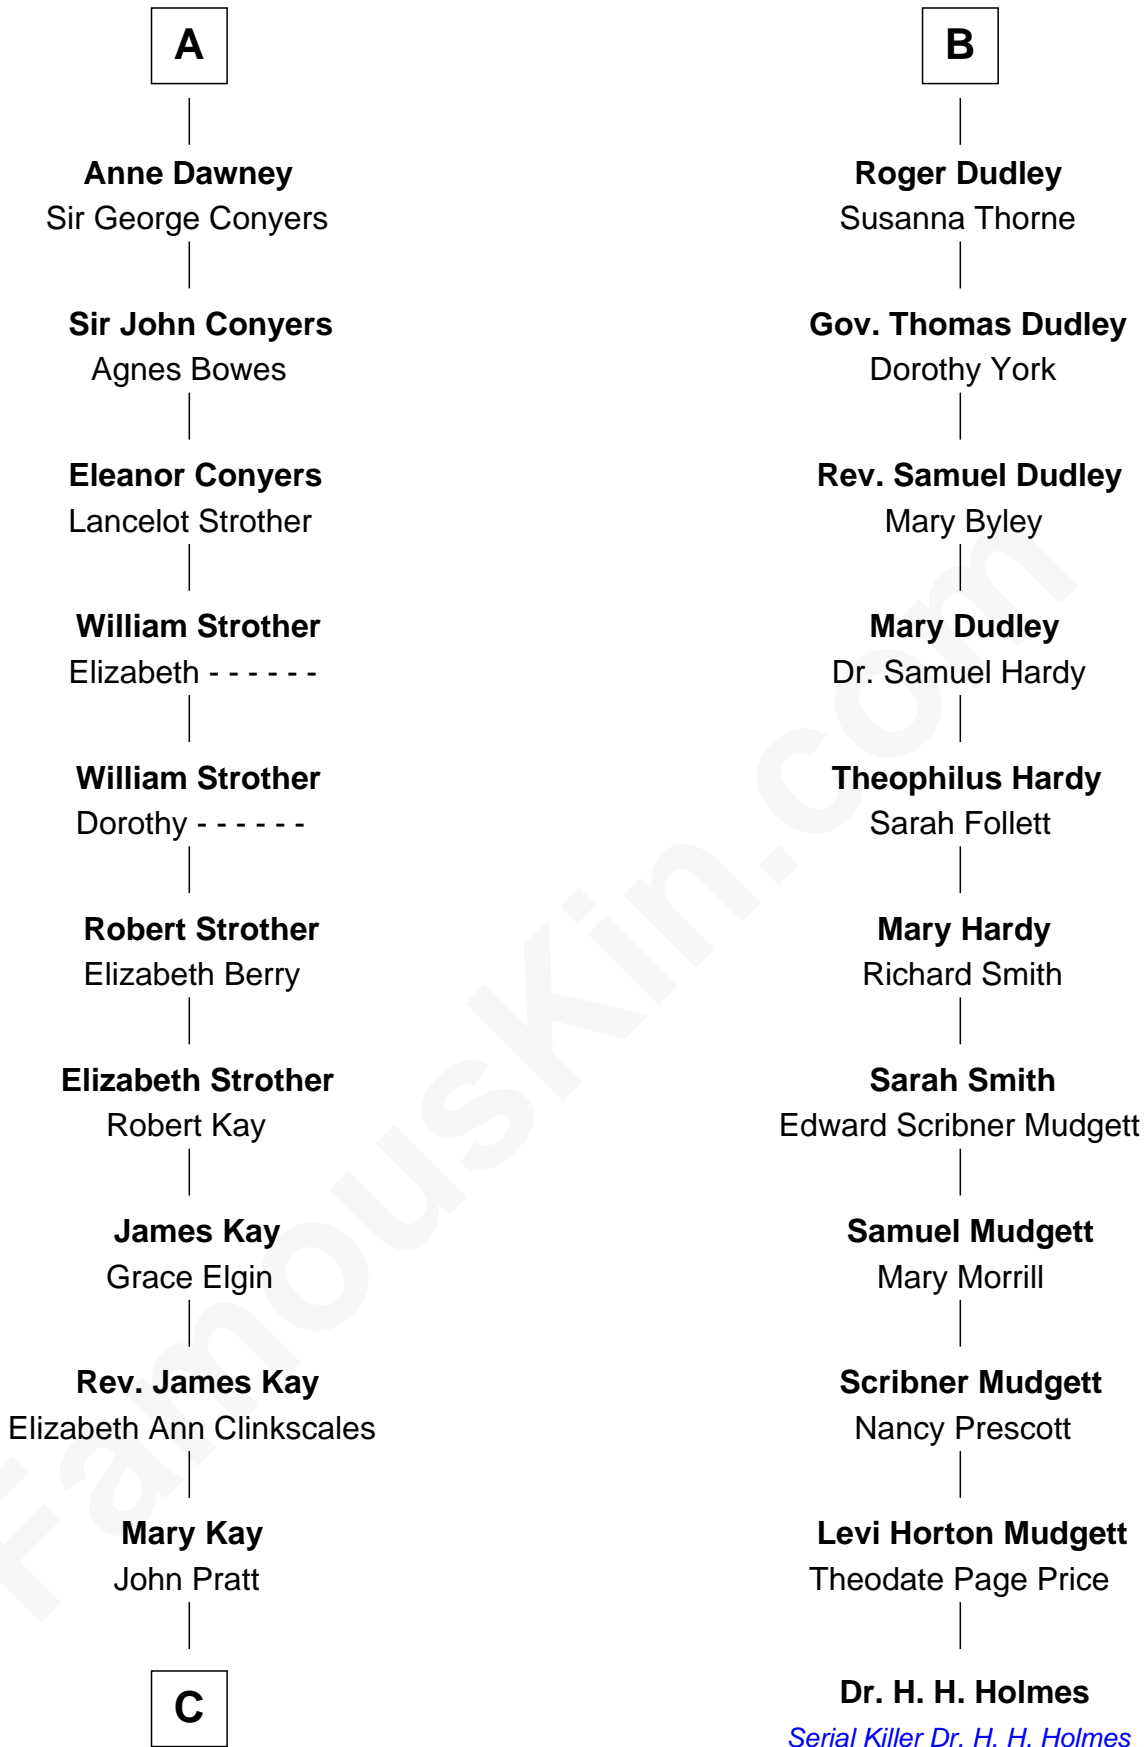 A
Anne Dawney
Sir George Conyers
Sir John Conyers
Agnes Bowes
Eleanor Conyers
Lancelot Strother
William Strother
Elizabeth - - - - - -
William Strother
Dorothy - - - - - -
Robert Strother
Elizabeth Berry
Elizabeth Strother
Robert Kay
James Kay
Grace Elgin
Rev. James Kay
Elizabeth Ann Clinkscales
Mary Kay
John Pratt
C
B
Roger Dudley
Susanna Thorne
Gov. Thomas Dudley
Dorothy York
Rev. Samuel Dudley
Mary Byley
Mary Dudley
Dr. Samuel Hardy
Theophilus Hardy
Sarah Follett
Mary Hardy
Richard Smith
Sarah Smith
Edward Scribner Mudgett
Samuel Mudgett
Mary Morrill
Scribner Mudgett
Nancy Prescott
Levi Horton Mudgett
Theodate Page Price
Dr. H. H. Holmes
Serial Killer Dr. H. H. Holmes
FamousKin.com